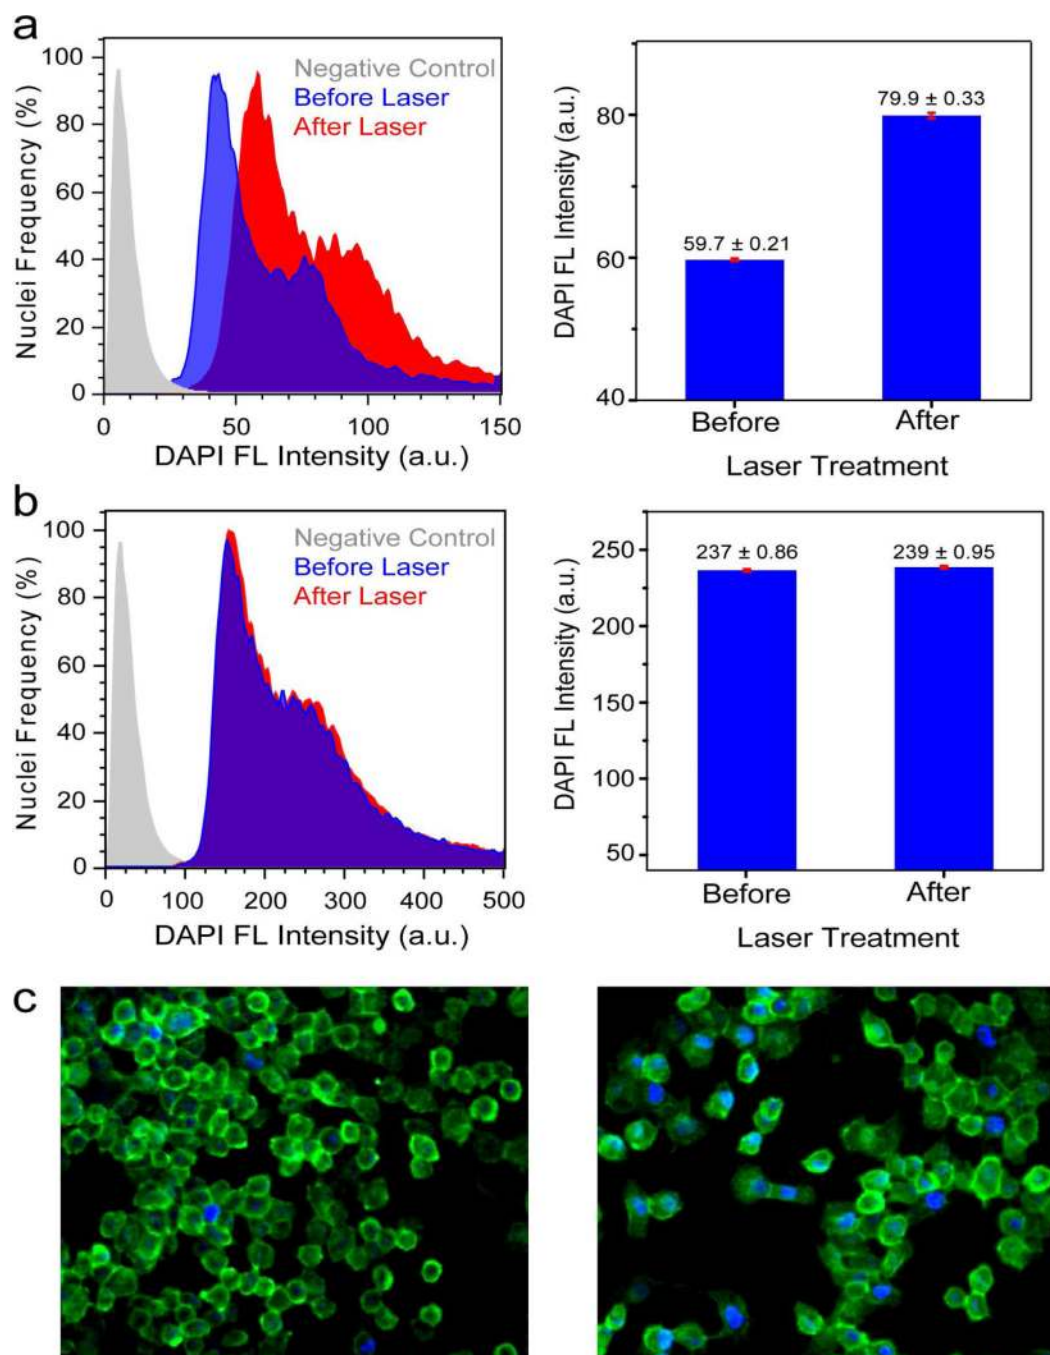 a
100
80
60
40
20
0
Nuclei Frequency (%)
Negative Control
Before Laser
After Laser
0 50 100 150
DAPI FL Intensity (a.u.)
80
60
40
DAPI FL Intensity (a.u.)
59.7 ± 0.21
79.9 ± 0.33
Before After
Laser Treatment
b
100
80
60
40
20
0
Nuclei Frequency (%)
Negative Control
Before Laser
After Laser
0 100 200 300 400 500
DAPI FL Intensity (a.u.)
250
200
150
100
50
DAPI FL Intensity (a.u.)
237 ± 0.86
239 ± 0.95
Before After
Laser Treatment
c